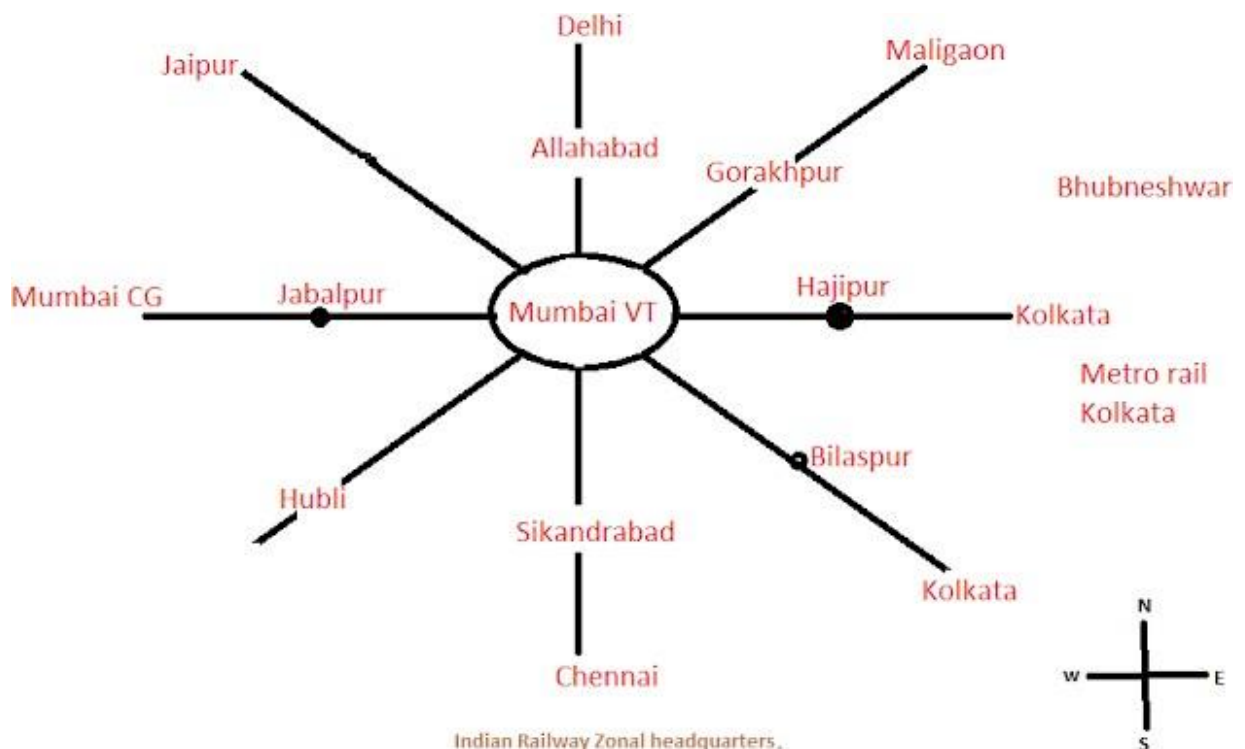 Delhi
Jaipur
Maligaon
Allahabad
Gorakhpur
Bhubneshwar
Mumbai CG
Jabalpur
Mumbai VT
Hajipur
Kolkata
Metro rail
Kolkata
Bilaspur
Hubli
Sikandrabad
Kolkata
Chennai
N
W
E
S
Indian Railway Zonal headquarters.